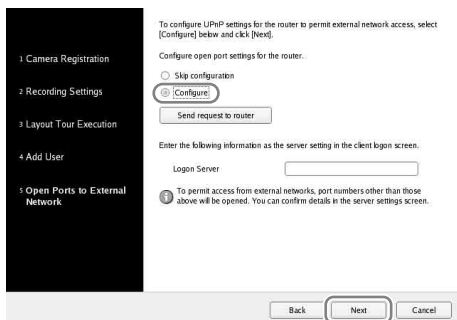 To configure UPnP settings for the router to permit external network access, select
[Configure] below and click [Next].
1 Camera Registration
Configure open port settings for the router.
Skip configuration
2 Recording Settings
Configure
Send request to router
3 Layout Tour Execution
Enter the following information as the server setting in the client logon screen.
4 Add User
Logon Server
5 Open Ports to External
Network
To permit access from external networks, port numbers other than those
above will be opened. You can confirm details in the server settings screen.
Back Next Cancel